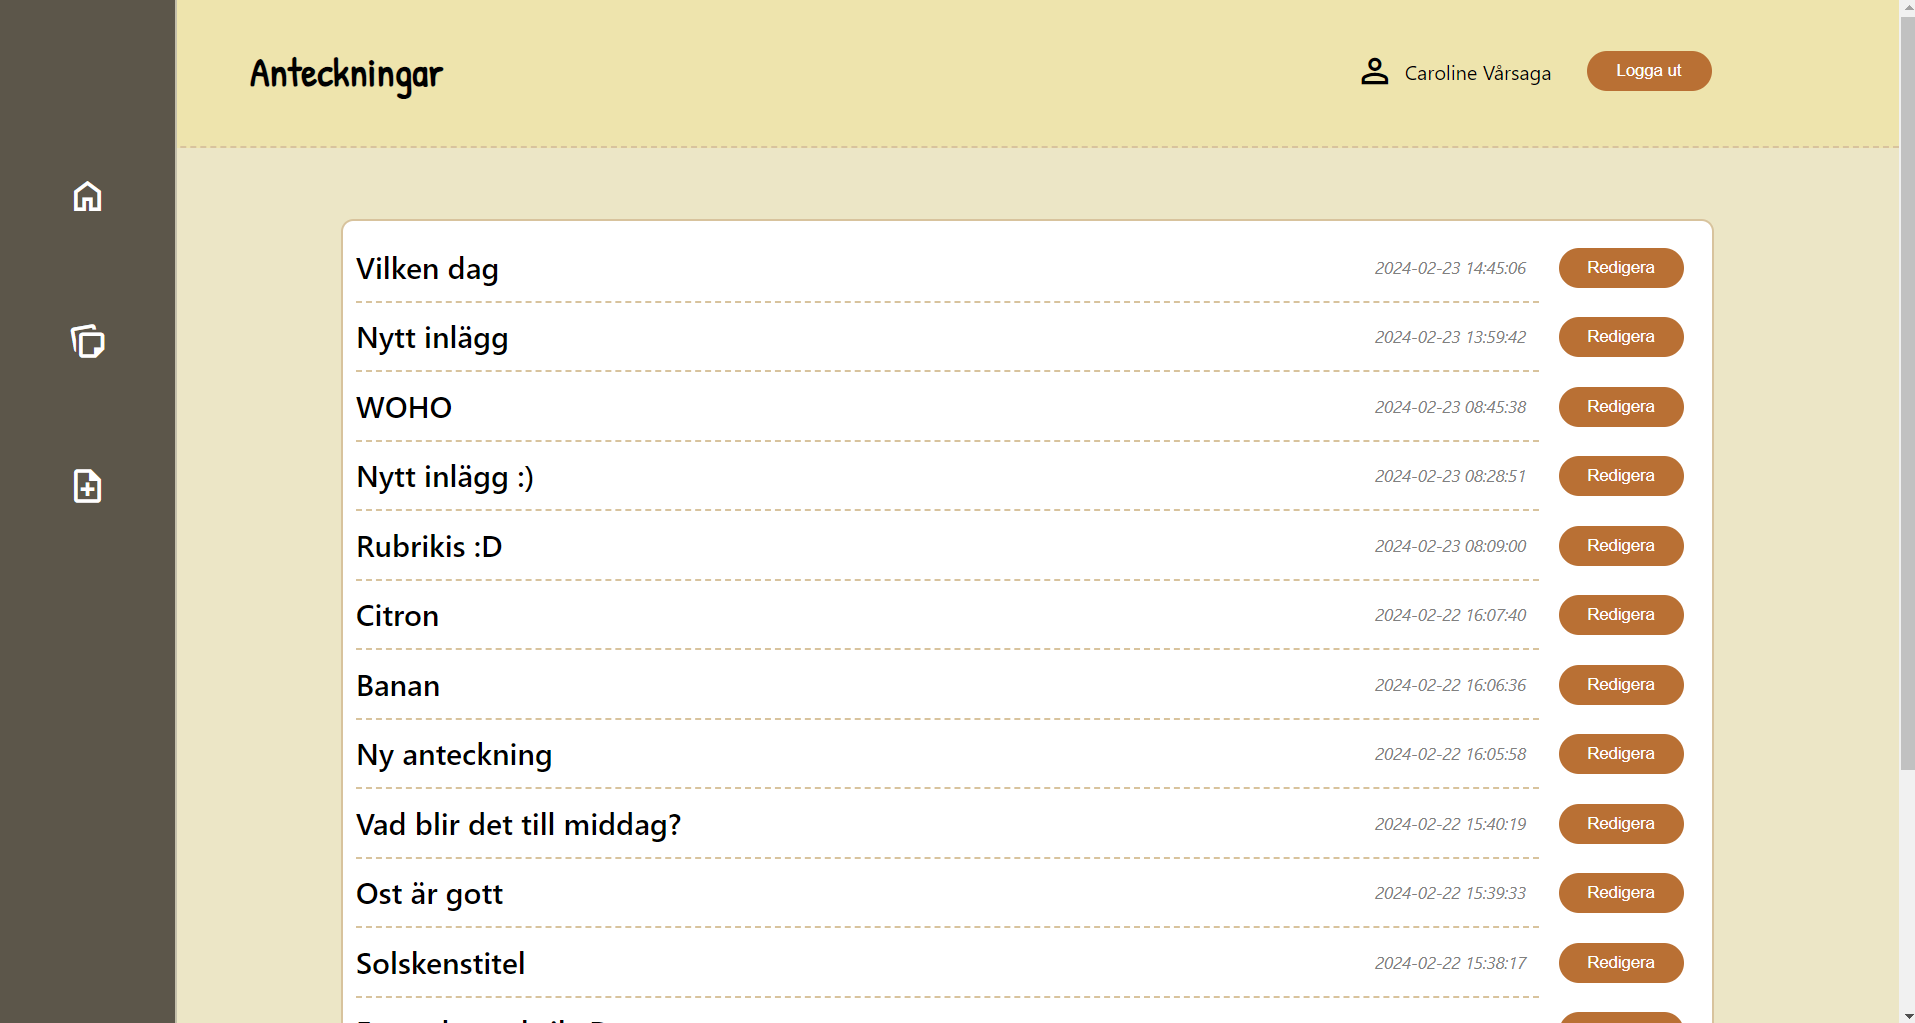 Anteckningar
Caroline Vårsaga
Logga ut
Vilken dag 2024-02-23 14:45:06 Redigera
Nytt inlägg 2024-02-23 13:59:42 Redigera
WOHO 2024-02-23 08:45:38 Redigera
Nytt inlägg :) 2024-02-23 08:28:51 Redigera
Rubrikis :D 2024-02-23 08:09:00 Redigera
Citron 2024-02-22 16:07:40 Redigera
Banan 2024-02-22 16:06:36 Redigera
Ny anteckning 2024-02-22 16:05:58 Redigera
Vad blir det till middag? 2024-02-22 15:40:19 Redigera
Ost är gott 2024-02-22 15:39:33 Redigera
Solskenstitel 2024-02-22 15:38:17 Redigera